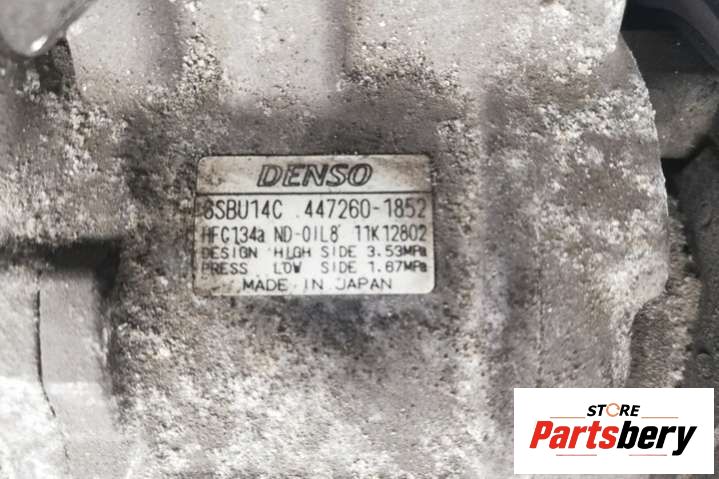 DENSO
6SBU14C 447260-1852
HFC134a ND-OIL8 11K12802
DESIGN HIGH SIDE 3.53MPa
PRESS. LOW SIDE 1.67MPa
MADE IN JAPAN
STORE
Partsbery